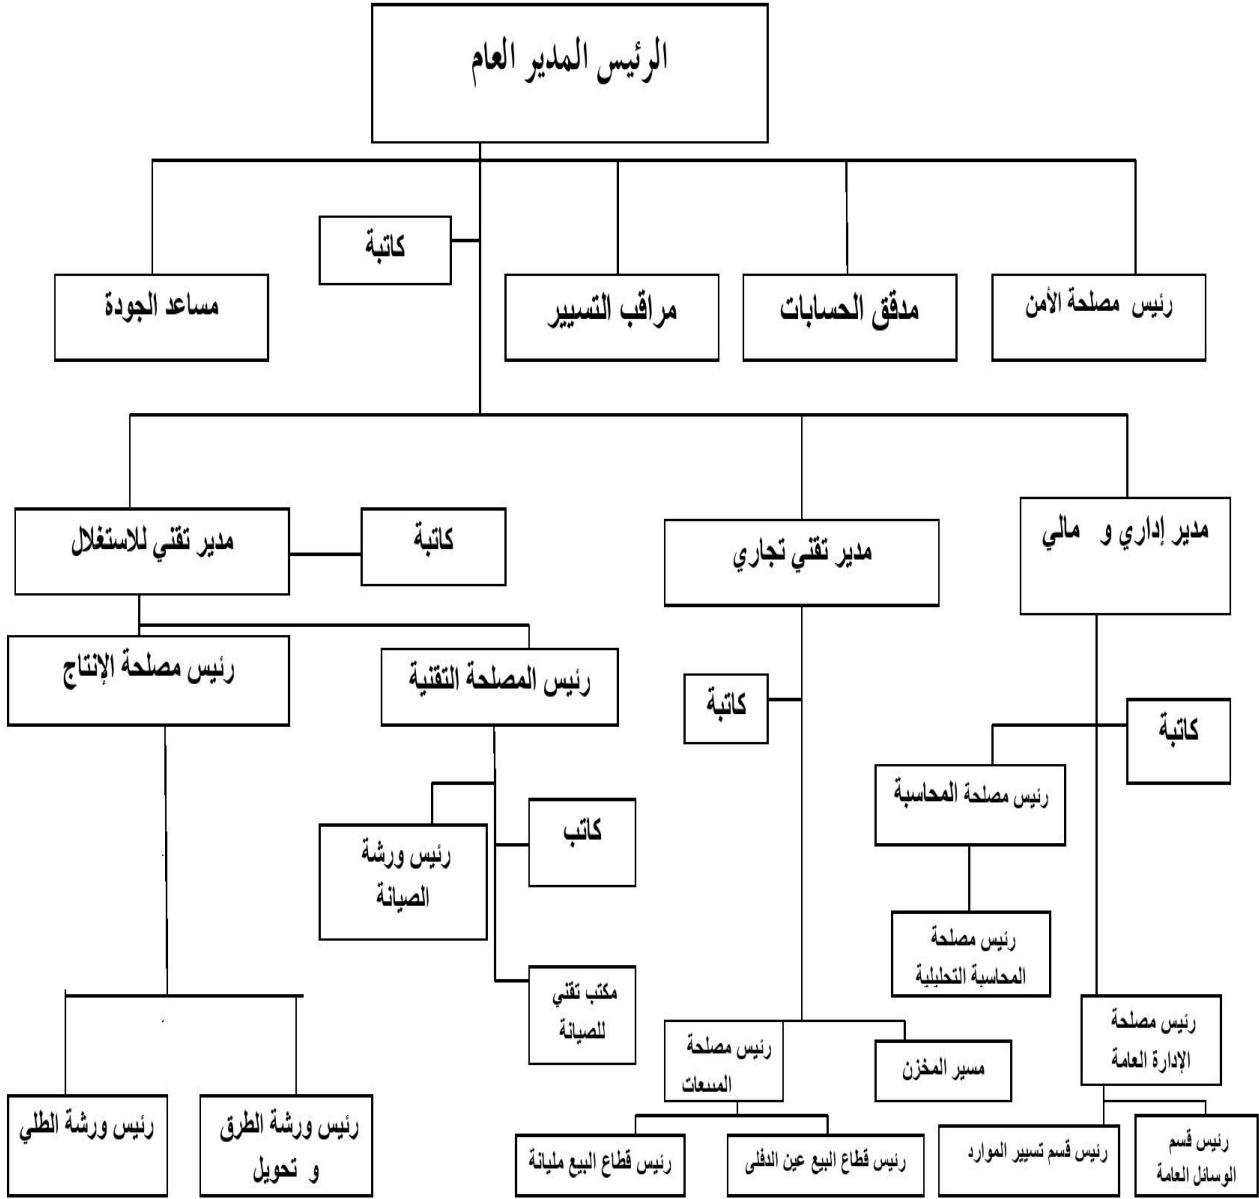 الرئيس المدير العام
كاتبة
رئيس مصلحة الأمن
مدقق الحسابات
مراقب التسيير
مساعد الجودة
مدير إداري و مالي
مدير تقني تجاري
كاتبة
مدير تقني للاستغلال
رئيس المصلحة التقنية
رئيس مصلحة الإنتاج
كاتبة
كاتبة
رئيس مصلحة المحاسبة
كاتب
رئيس ورشة
الصيانة
رئيس مصلحة
المحاسبة التحليلية
مكتب تقني
للصيانة
رئيس مصلحة
الإدارة العامة
مسير المخزن
رئيس مصلحة
المبيعات
رئيس ورشة الطرق
و تحويل
رئيس ورشة الطلي
رئيس قسم
الوسائل العامة
رئيس قسم تسيير الموارد
رئيس قطاع البيع عين الدفلى
رئيس قطاع البيع مليانة